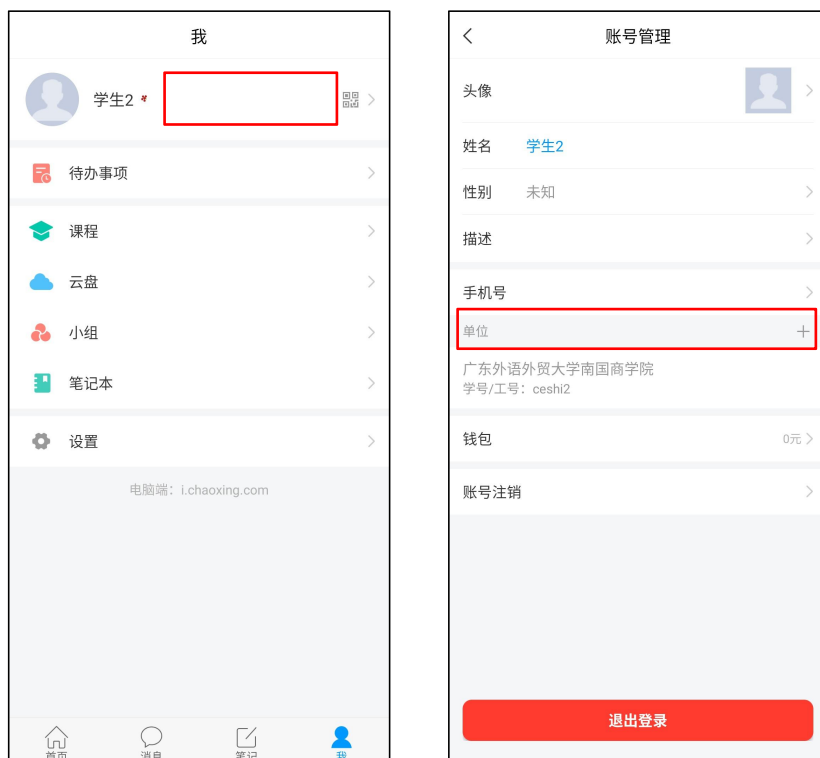 我
学生2
待办事项
课程
云盘
小组
笔记本
设置
电脑端：i.chaoxing.com
首页
消息
笔记
我
账号管理
头像
姓名 学生2
性别 未知
描述
手机号
单位
广东外语外贸大学南国商学院
学号/工号：ceshi2
钱包 0元
账号注销
退出登录